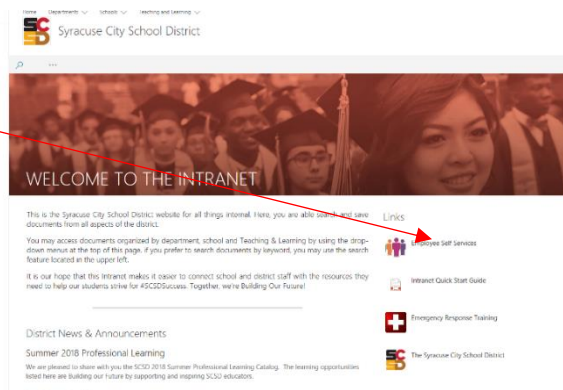 Home Departments Schools Teaching and Learning
SCSD Syracuse City School District
...
WELCOME TO THE INTRANET
This is the Syracuse City School District website for all things internal. Here, you are able search and save
documents from all aspects of the district.
You may access documents organized by department, school and Teaching & Learning by using the drop-
down menus at the top of this page. if you prefer to search documents by keyword, you may use the search
feature located in the upper left.
It is our hope that this Intranet makes it easier to connect school and district staff with the resources they
need to help our students strive for #SCSDSuccess. Together, we're Building Our Future!
District News & Announcements
Summer 2018 Professional Learning
We are pleased to share with you the SCSD 2018 Summer Professional Learning Catalog. The learning opportunities
listed here are Building our Future by supporting and inspiring SCSD educators.
Links
Employee Self Services
Intranet Quick Start Guide
Emergency Response Training
SCSD The Syracuse City School District